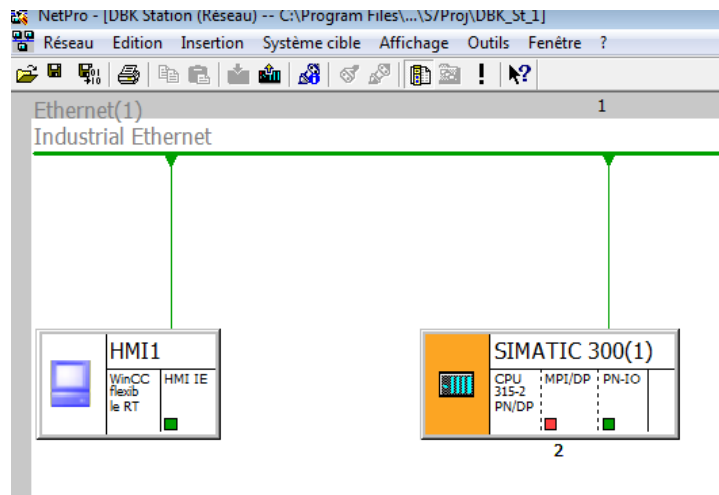 NetPro - [DBK Station (Réseau) -- C:\Program Files\...\S7Proj\DBK_St_1]
Réseau Edition Insertion Système cible Affichage Outils Fenêtre ?
Ethernet(1) 1
Industrial Ethernet
HMI1
WinCC
flexib
le RT
HMI IE
SIMATIC 300(1)
CPU
315-2
PN/DP
MPI/DP
PN-IO
2